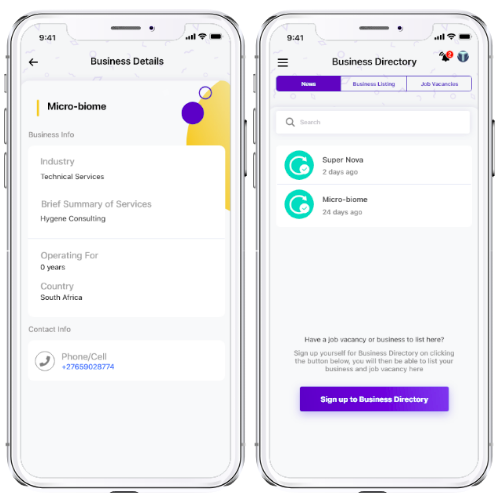 9:41
Business Details
Micro-biome
Business Info
Industry
Technical Services
Brief Summary of Services
Hygene Consulting
Operating For
0 years
Country
South Africa
Contact Info
Phone/Cell
+27659028774
9:41
Business Directory
2
News
Business Listing
Job Vacancies
Search
Super Nova
2 days ago
Micro-biome
24 days ago
Have a job vacancy or business to list here?
Sign up yourself for Business Directory on clicking
the button below, you will then be able to list your
business and job vacancy here
Sign up to Business Directory